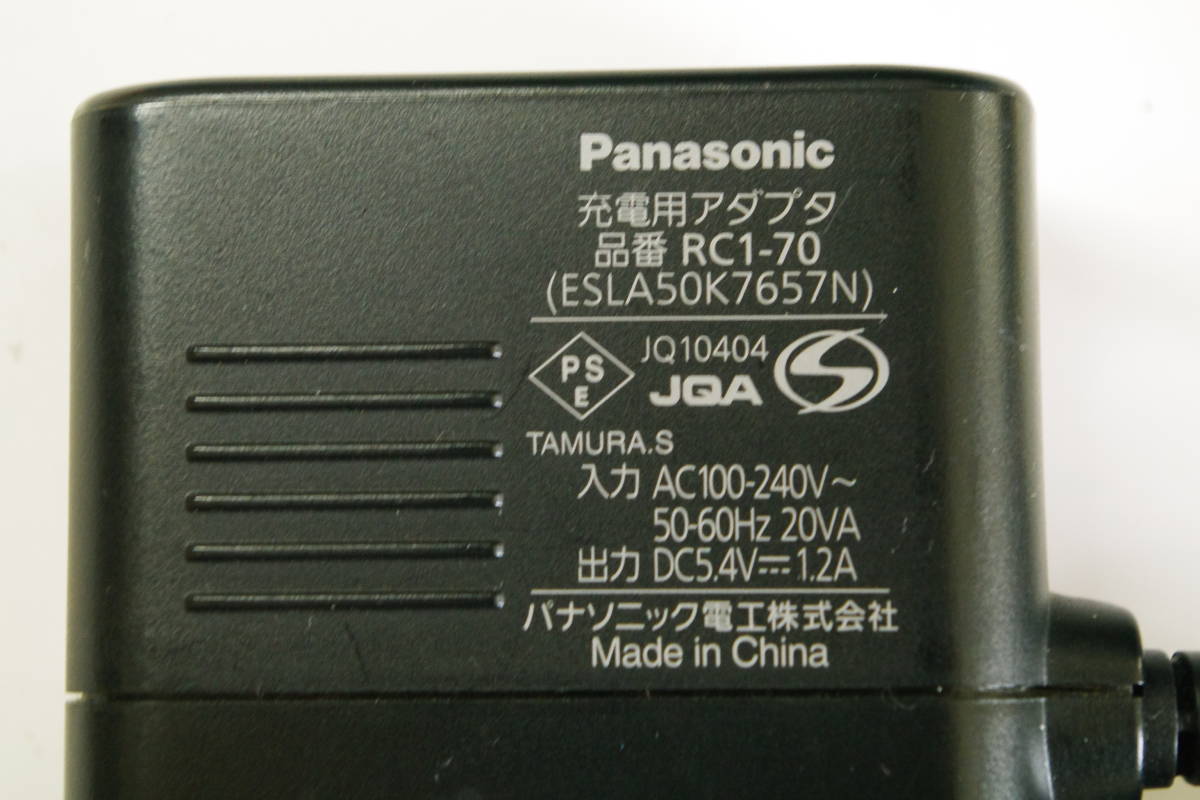 Panasonic
充電用アダプタ
品番 RC1-70
(ESLA50K7657N)
PS
E
JQ10404
JQA
S
TAMURA.S
入力 AC100-240V~
50-60Hz 20VA
出力 DC5.4V⎓1.2A
パナソニック電工株式会社
Made in China